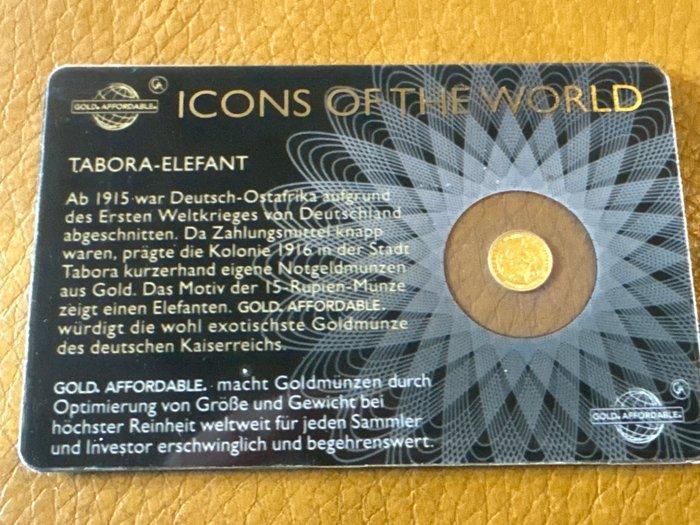 GOLD. AFFORDABLE.
GA
ICONS OF THE WORLD
TABORA-ELEFANT
Ab 1915 war Deutsch-Ostafrika aufgrund
des Ersten Weltkrieges von Deutschland
abgeschnitten. Da Zahlungsmittel knapp
waren, prägte die Kolonie 1916 in der Stadt
Tabora kurzerhand eigene Notgeldmünzen
aus Gold. Das Motiv der 15-Rupien-Münze
zeigt einen Elefanten. GOLD. AFFORDABLE.
würdigt die wohl exotischste Goldmünze
des deutschen Kaiserreichs.
GOLD. AFFORDABLE. macht Goldmünzen durch
Optimierung von Größe und Gewicht bei
höchster Reinheit weltweit für jeden Sammler
und Investor erschwinglich und begehrenswert.
GOLD. AFFORDABLE.
GA